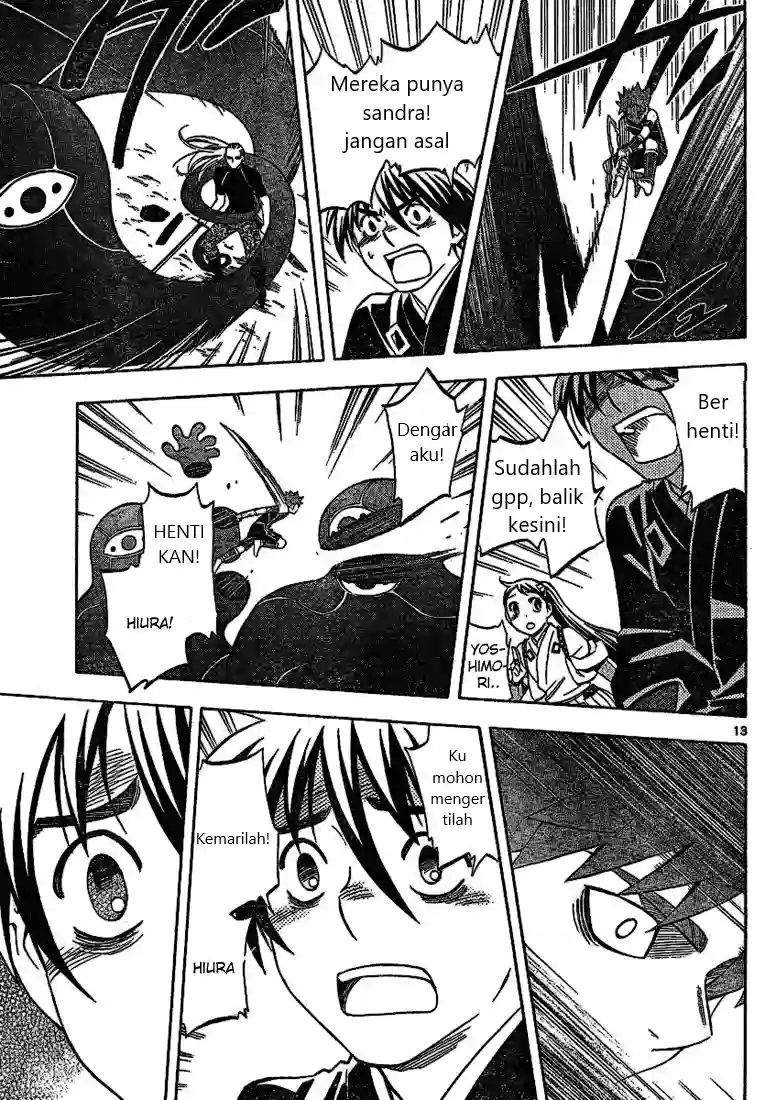 Mereka punya
sandra!
jangan asal
Ber
henti!
Sudahlah
gpp, balik
kesini!
YOS-
HIMO-
RI..
Dengar
aku!
HENTI
KAN!
HIURA!
13
Ku
mohon
menger
tilah
Kemarilah!
HIURA